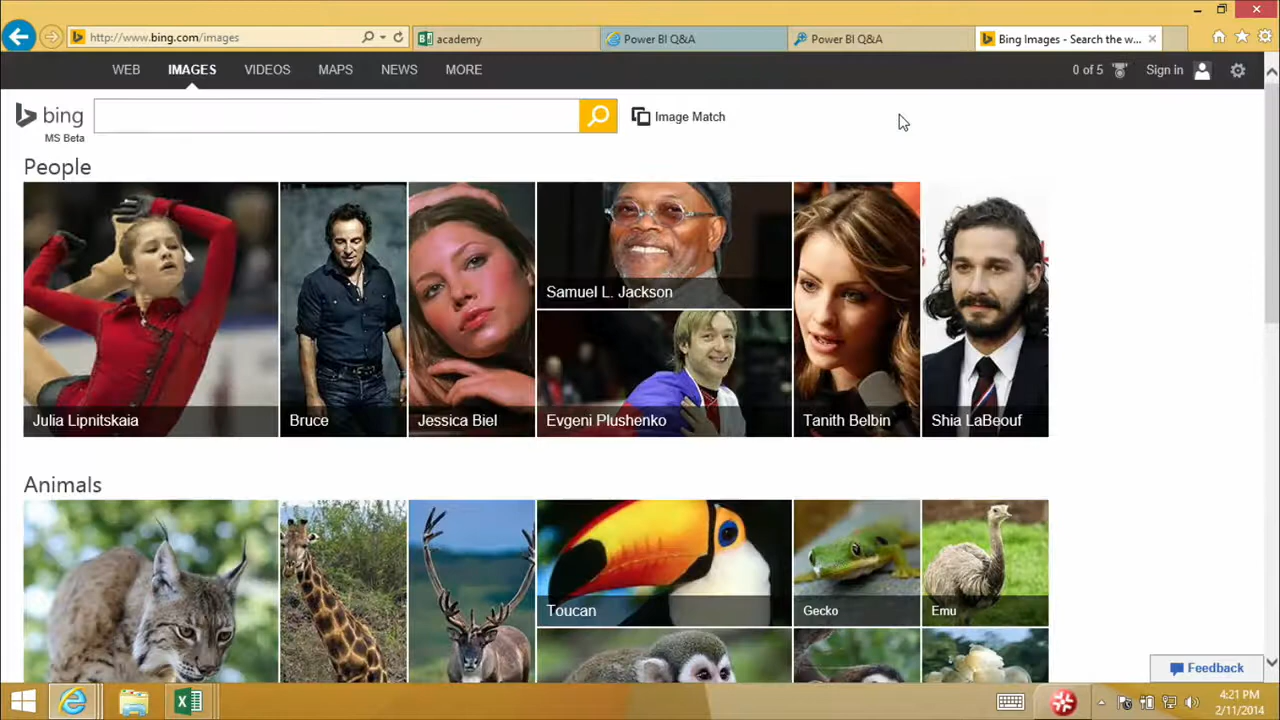 http://www.bing.com/images
academy
Power BI Q&A
Power BI Q&A
Bing Images - Search the w...
WEB
IMAGES
VIDEOS
MAPS
NEWS
MORE
0 of 5
Sign in
bing
MS Beta
Image Match
People
Julia Lipnitskaia
Bruce
Jessica Biel
Samuel L. Jackson
Evgeni Plushenko
Tanith Belbin
Shia LaBeouf
Animals
Toucan
Gecko
Emu
Feedback
4:21 PM
2/11/2014